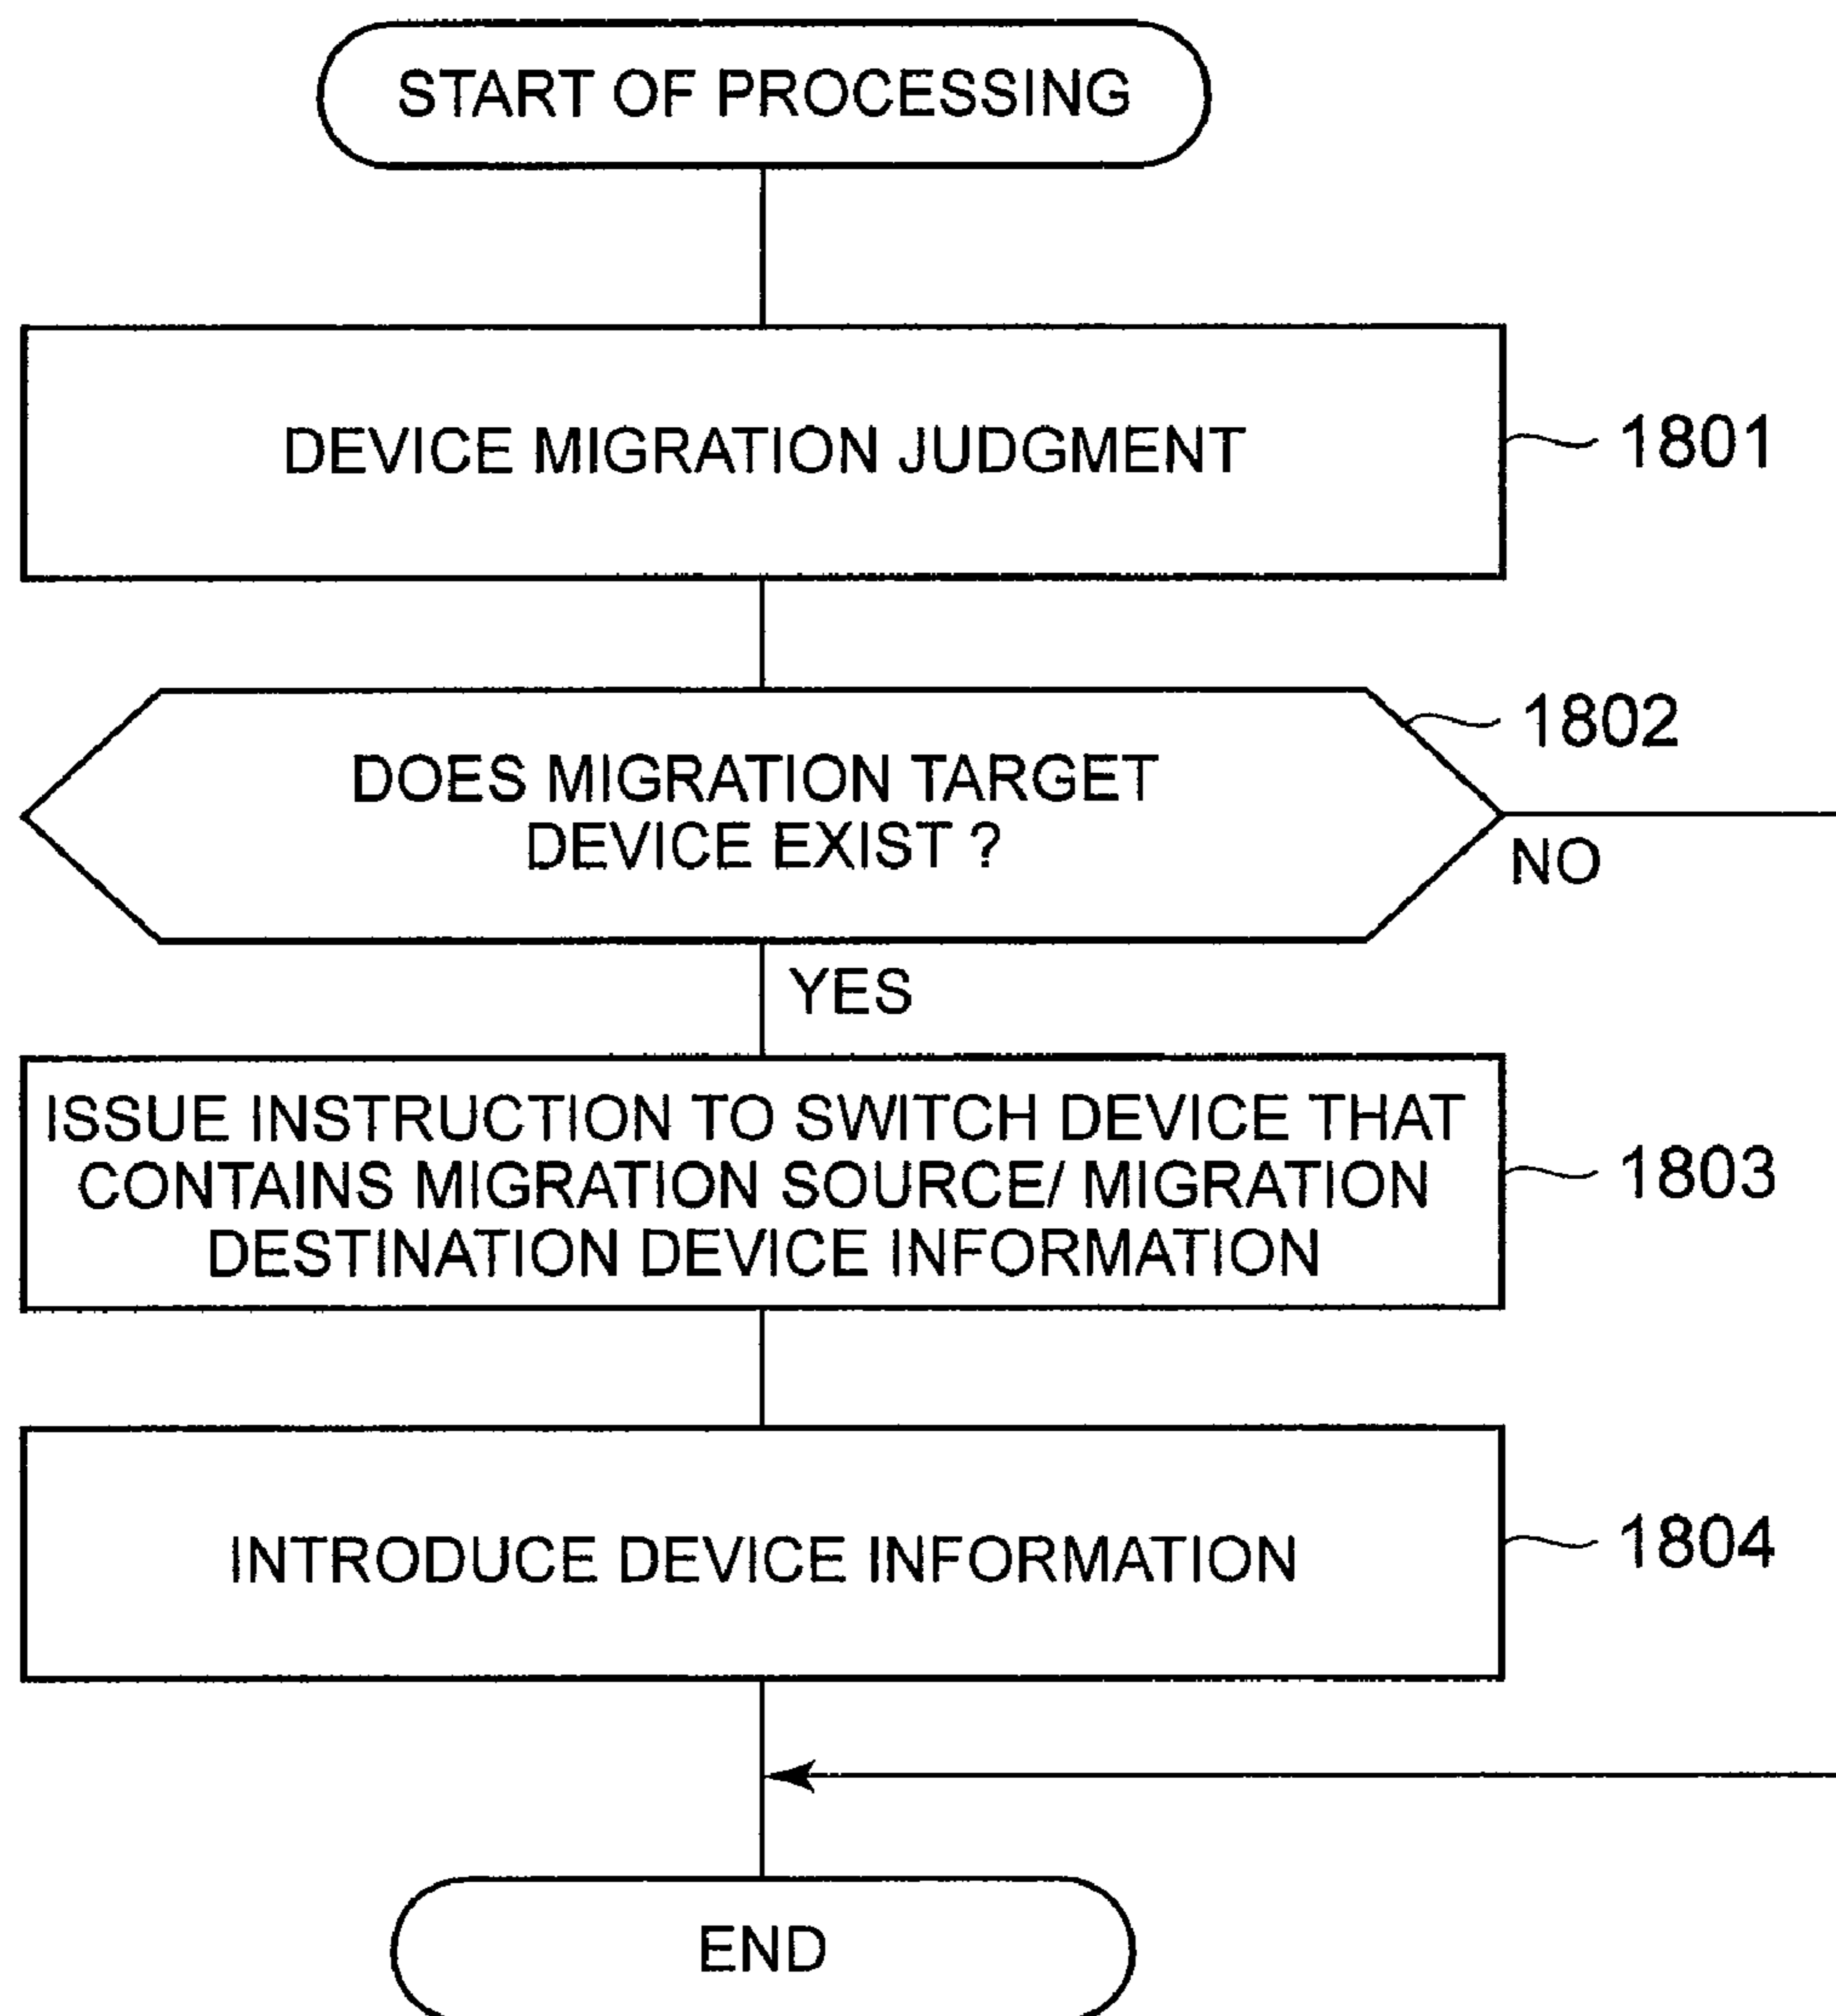 START OF PROCESSING
DEVICE MIGRATION JUDGMENT
1801
1802
DOES MIGRATION TARGET
DEVICE EXIST ?
NO
YES
ISSUE INSTRUCTION TO SWITCH DEVICE THAT
CONTAINS MIGRATION SOURCE/ MIGRATION
DESTINATION DEVICE INFORMATION
1803
INTRODUCE DEVICE INFORMATION
1804
END